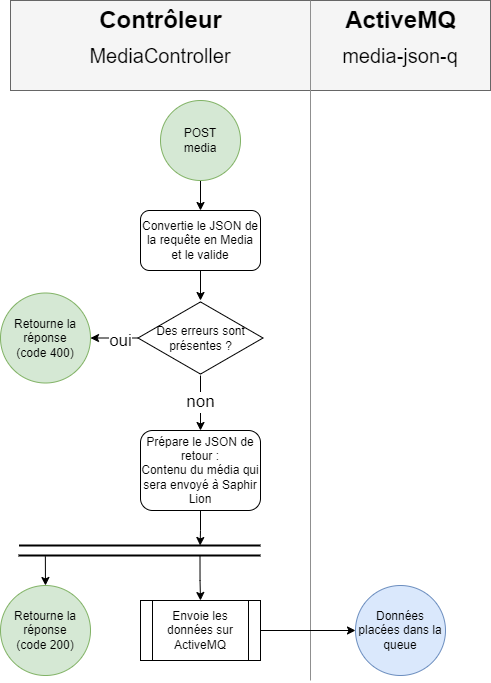 Contrôleur
MediaController
ActiveMQ
media-json-q
POST
media
Convertie le JSON de
la requête en Media
et le valide
Des erreurs sont
présentes ?
oui
Retourne la
réponse
(code 400)
non
Prépare le JSON de
retour :
Contenu du média qui
sera envoyé à Saphir
Lion
Retourne la
réponse
(code 200)
Envoie les
données sur
ActiveMQ
Données
placées dans la
queue